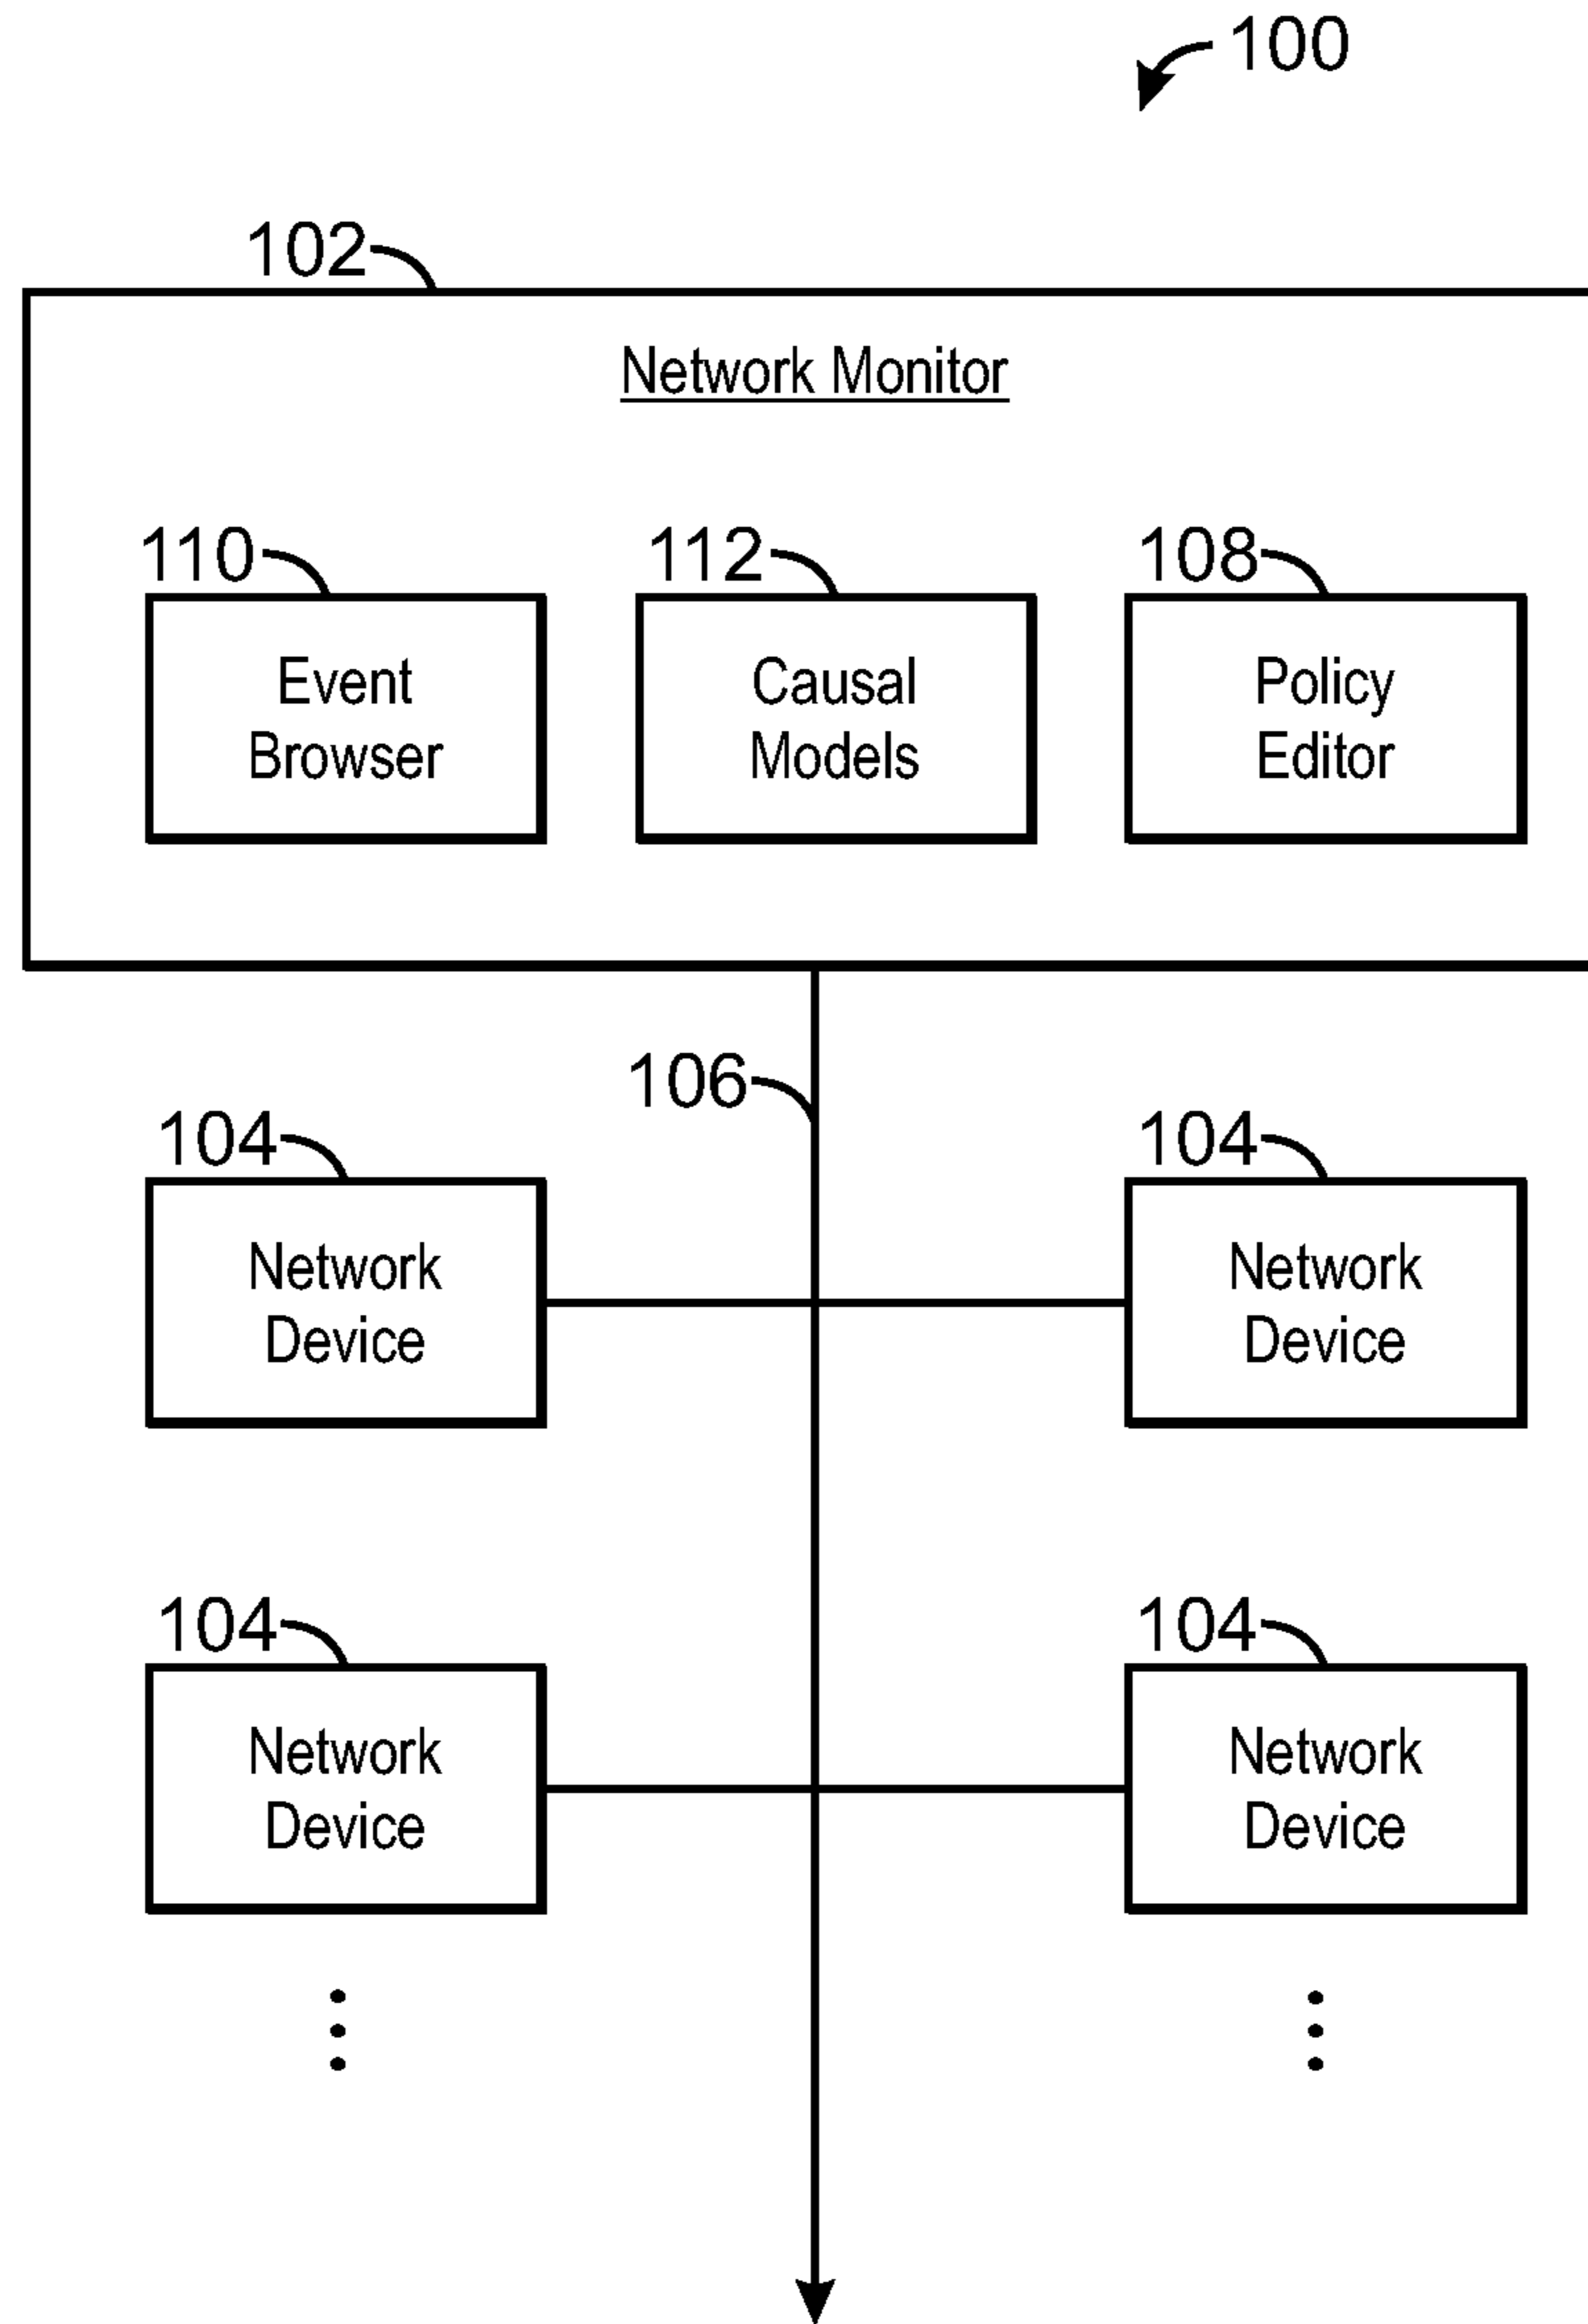 100
102
Network Monitor
110
112
108
Event
Browser
Causal
Models
Policy
Editor
106
104
104
Network
Device
Network
Device
104
104
Network
Device
Network
Device